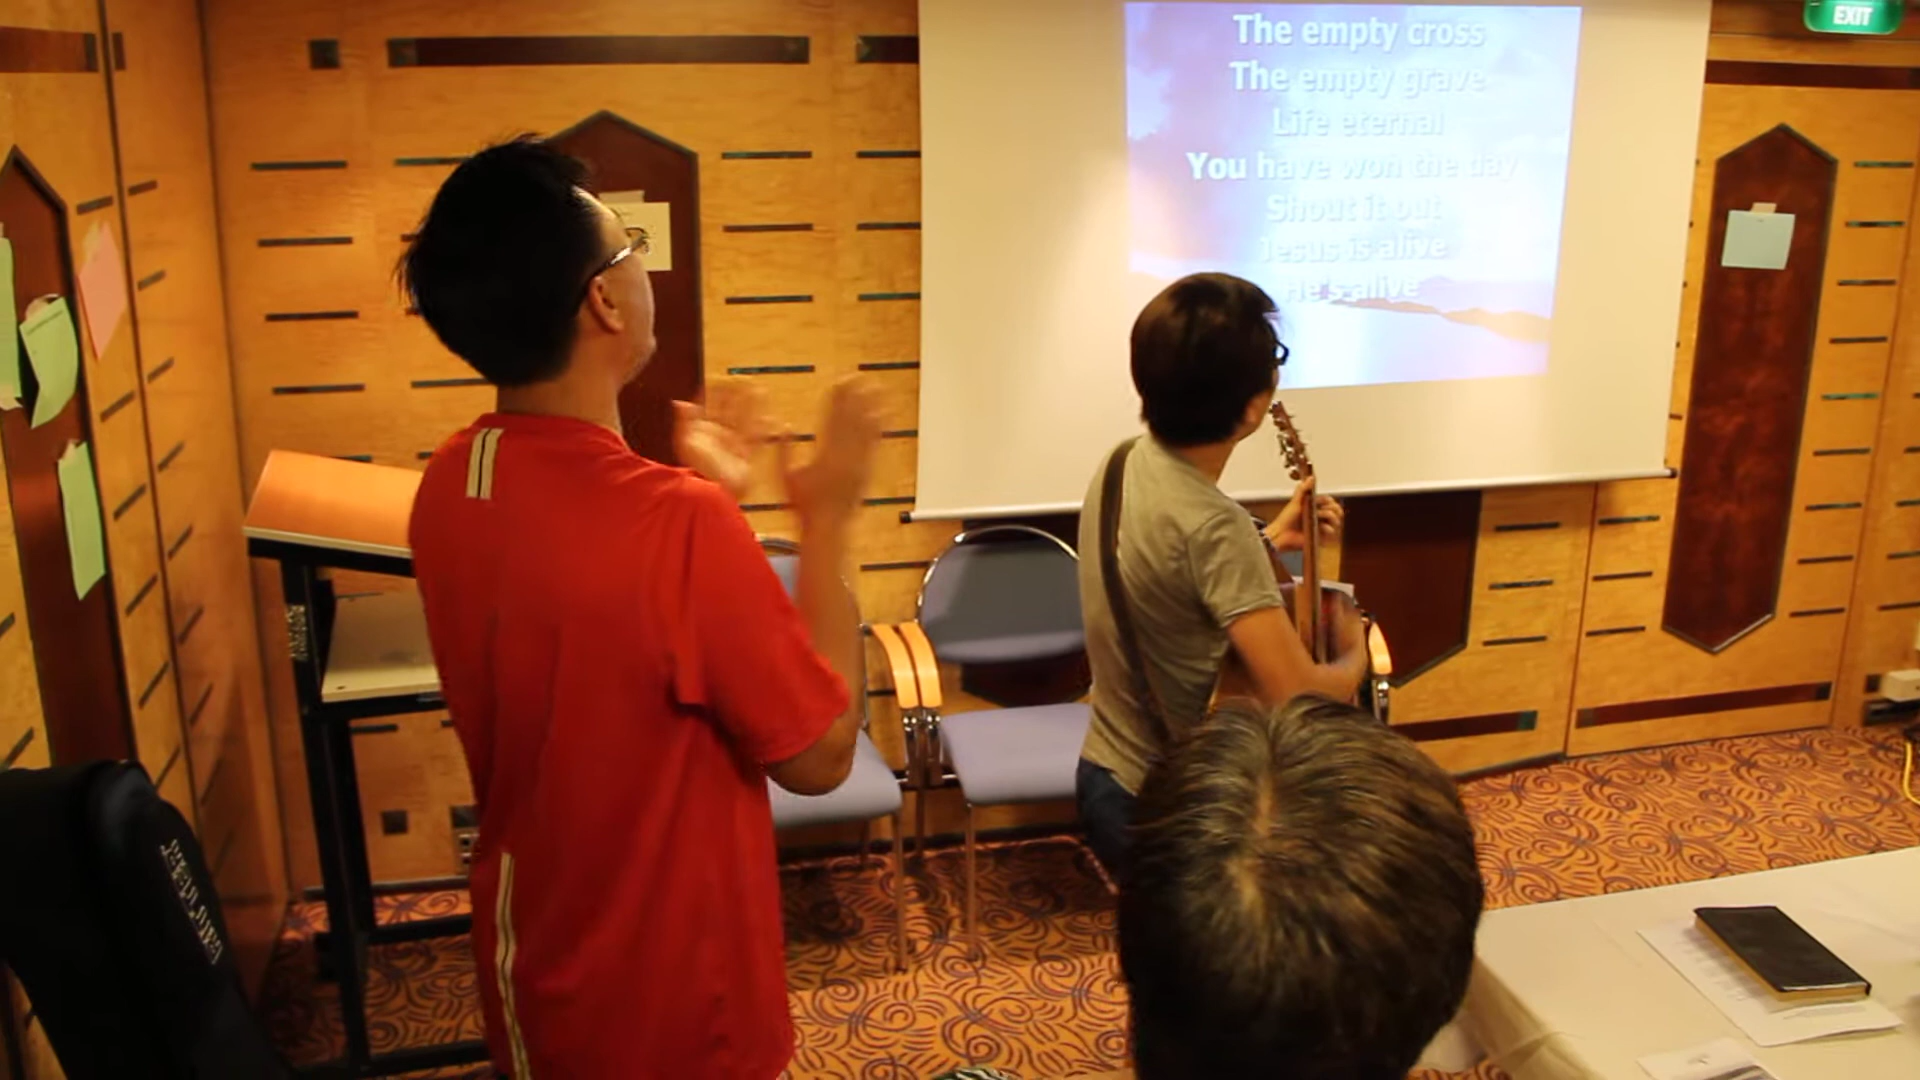 EXIT
The empty cross
The empty grave
Life eternal
You have won the day
Shout it out
Jesus is alive
He's alive